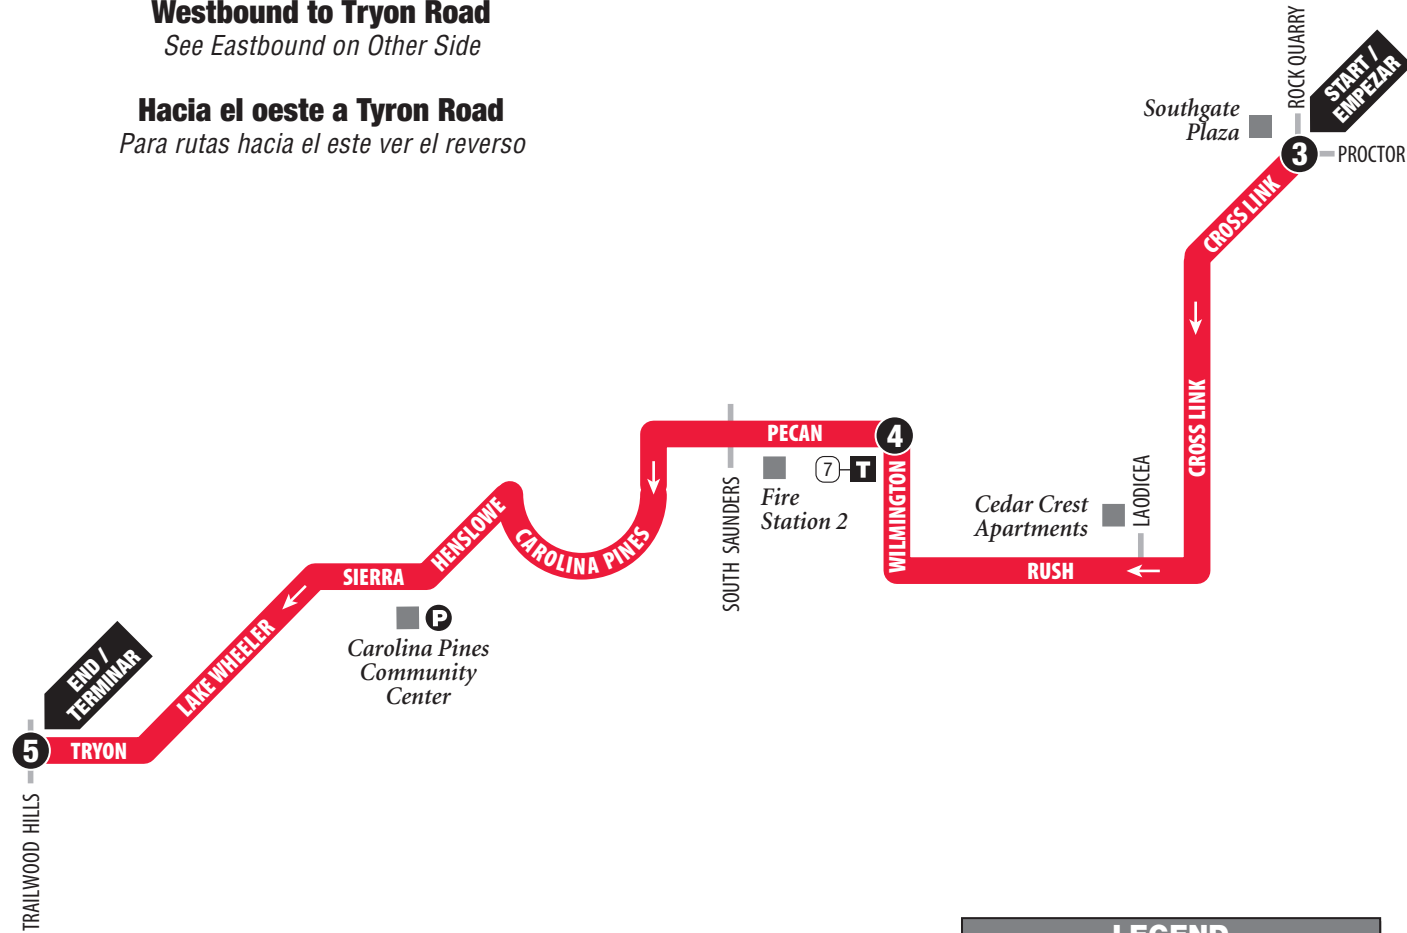 Westbound to Tryon Road
See Eastbound on Other Side
Hacia el oeste a Tyron Road
Para rutas hacia el este ver el reverso
ROCK QUARRY
START /
EMPEZAR
Southgate
Plaza
3
PROCTOR
CROSS LINK
CROSS LINK
PECAN
4
7
T
Fire
Station 2
SOUTH SAUNDERS
WILMINGTON
Cedar Crest
Apartments
LAODICEA
RUSH
CAROLINA PINES
HENSLOWE
SIERRA
P
Carolina Pines
Community
Center
LAKE WHEELER
END /
TERMINAR
5
TRYON
TRAILWOOD HILLS
LEGEND